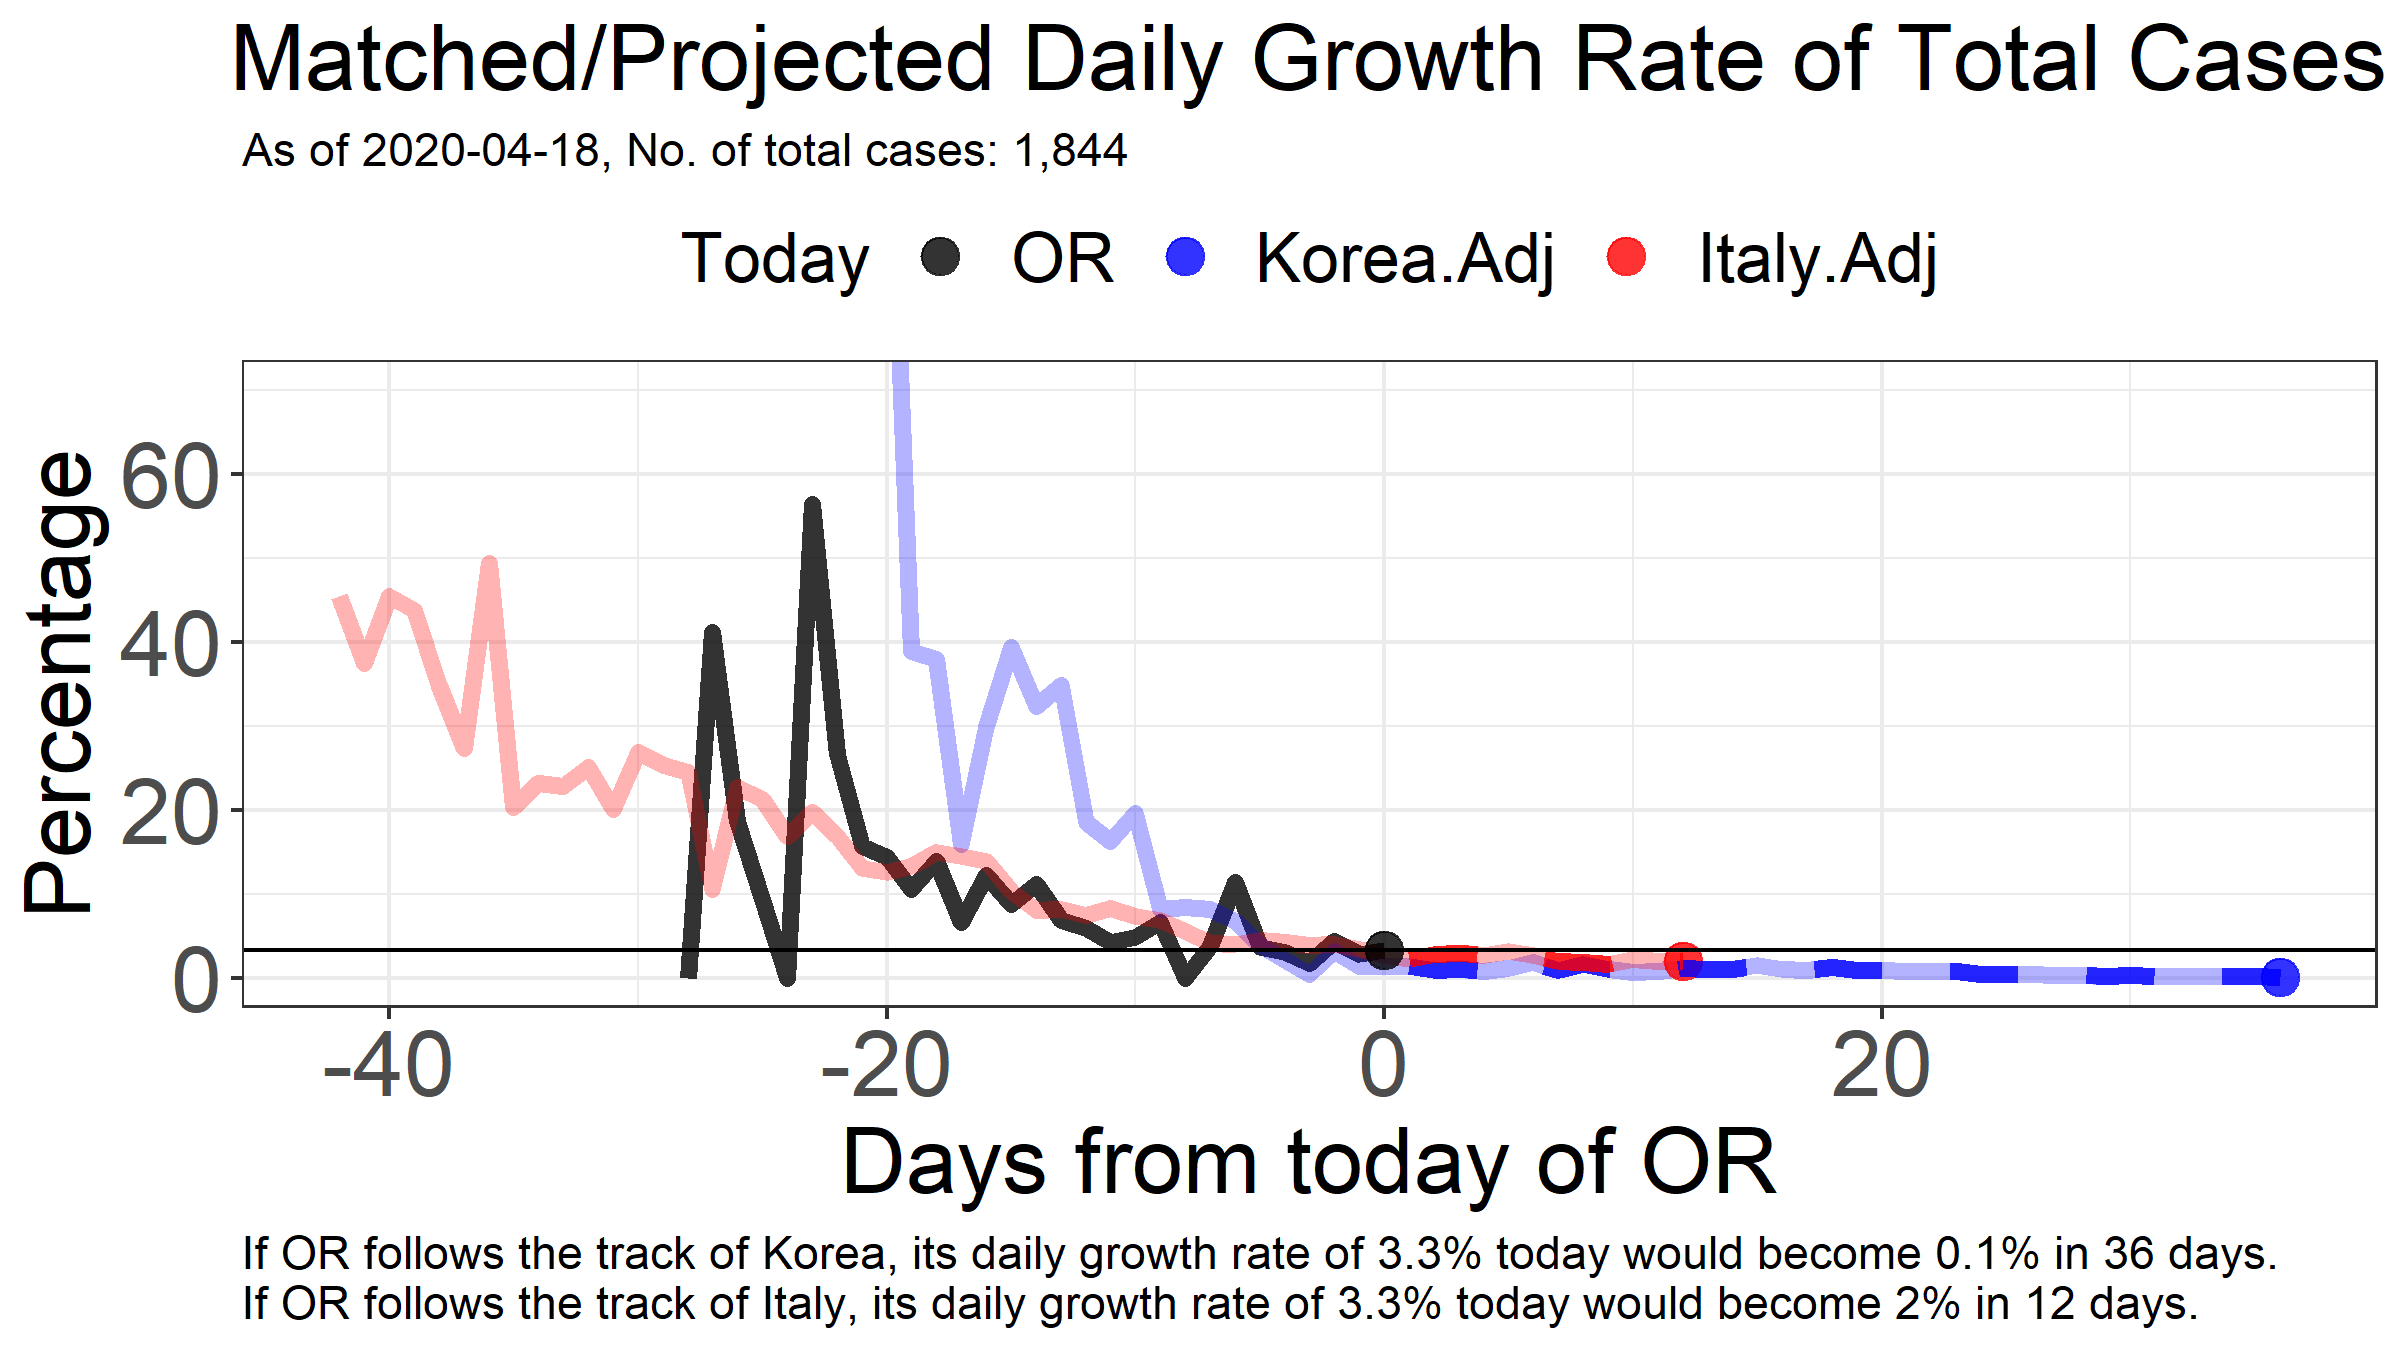 Matched/Projected Daily Growth Rate of Total Cases
As of 2020-04-18, No. of total cases: 1,844
Today OR Korea.Adj Italy.Adj
Percentage
60
40
20
0
-40 -20 0 20
Days from today of OR
If OR follows the track of Korea, its daily growth rate of 3.3% today would become 0.1% in 36 days.
If OR follows the track of Italy, its daily growth rate of 3.3% today would become 2% in 12 days.